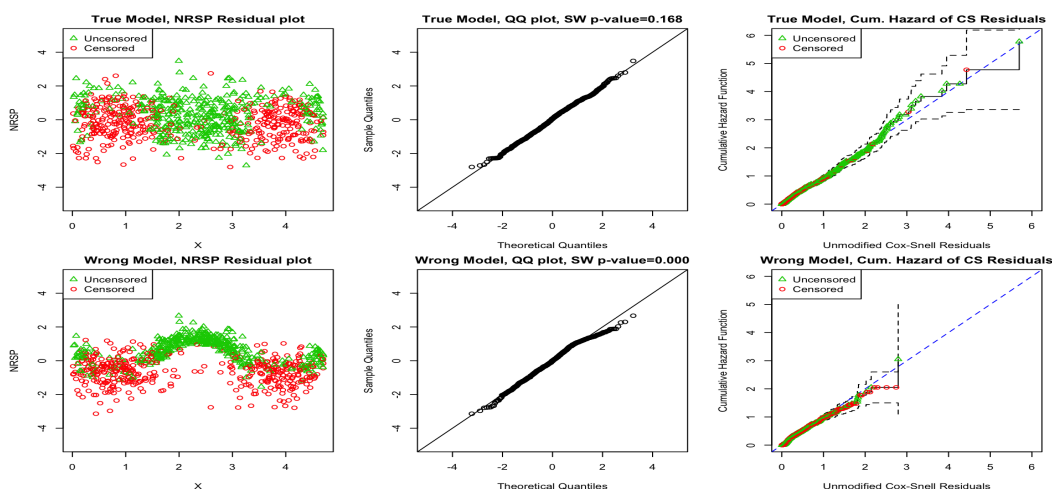 True Model, NRSP Residual plot
Uncensored
Censored
NRSP
4
2
0
-2
-4
0 1 2 3 4
X
True Model, QQ plot, SW p-value=0.168
Sample Quantiles
4
2
0
-2
-4
-4 -2 0 2 4
Theoretical Quantiles
True Model, Cum. Hazard of CS Residuals
Uncensored
Censored
Cumulative Hazard Function
6
5
4
3
2
1
0
0 1 2 3 4 5 6
Unmodified Cox-Snell Residuals
Wrong Model, NRSP Residual plot
Uncensored
Censored
NRSP
4
2
0
-2
-4
0 1 2 3 4
X
Wrong Model, QQ plot, SW p-value=0.000
Sample Quantiles
4
2
0
-2
-4
-4 -2 0 2 4
Theoretical Quantiles
Wrong Model, Cum. Hazard of CS Residuals
Uncensored
Censored
Cumulative Hazard Function
6
5
4
3
2
1
0
0 1 2 3 4 5 6
Unmodified Cox-Snell Residuals